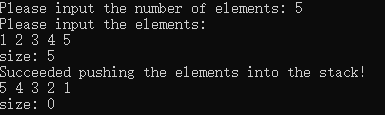 Please input the number of elements: 5
Please input the elements:
1 2 3 4 5
size: 5
Succeeded pushing the elements into the stack!
5 4 3 2 1
size: 0